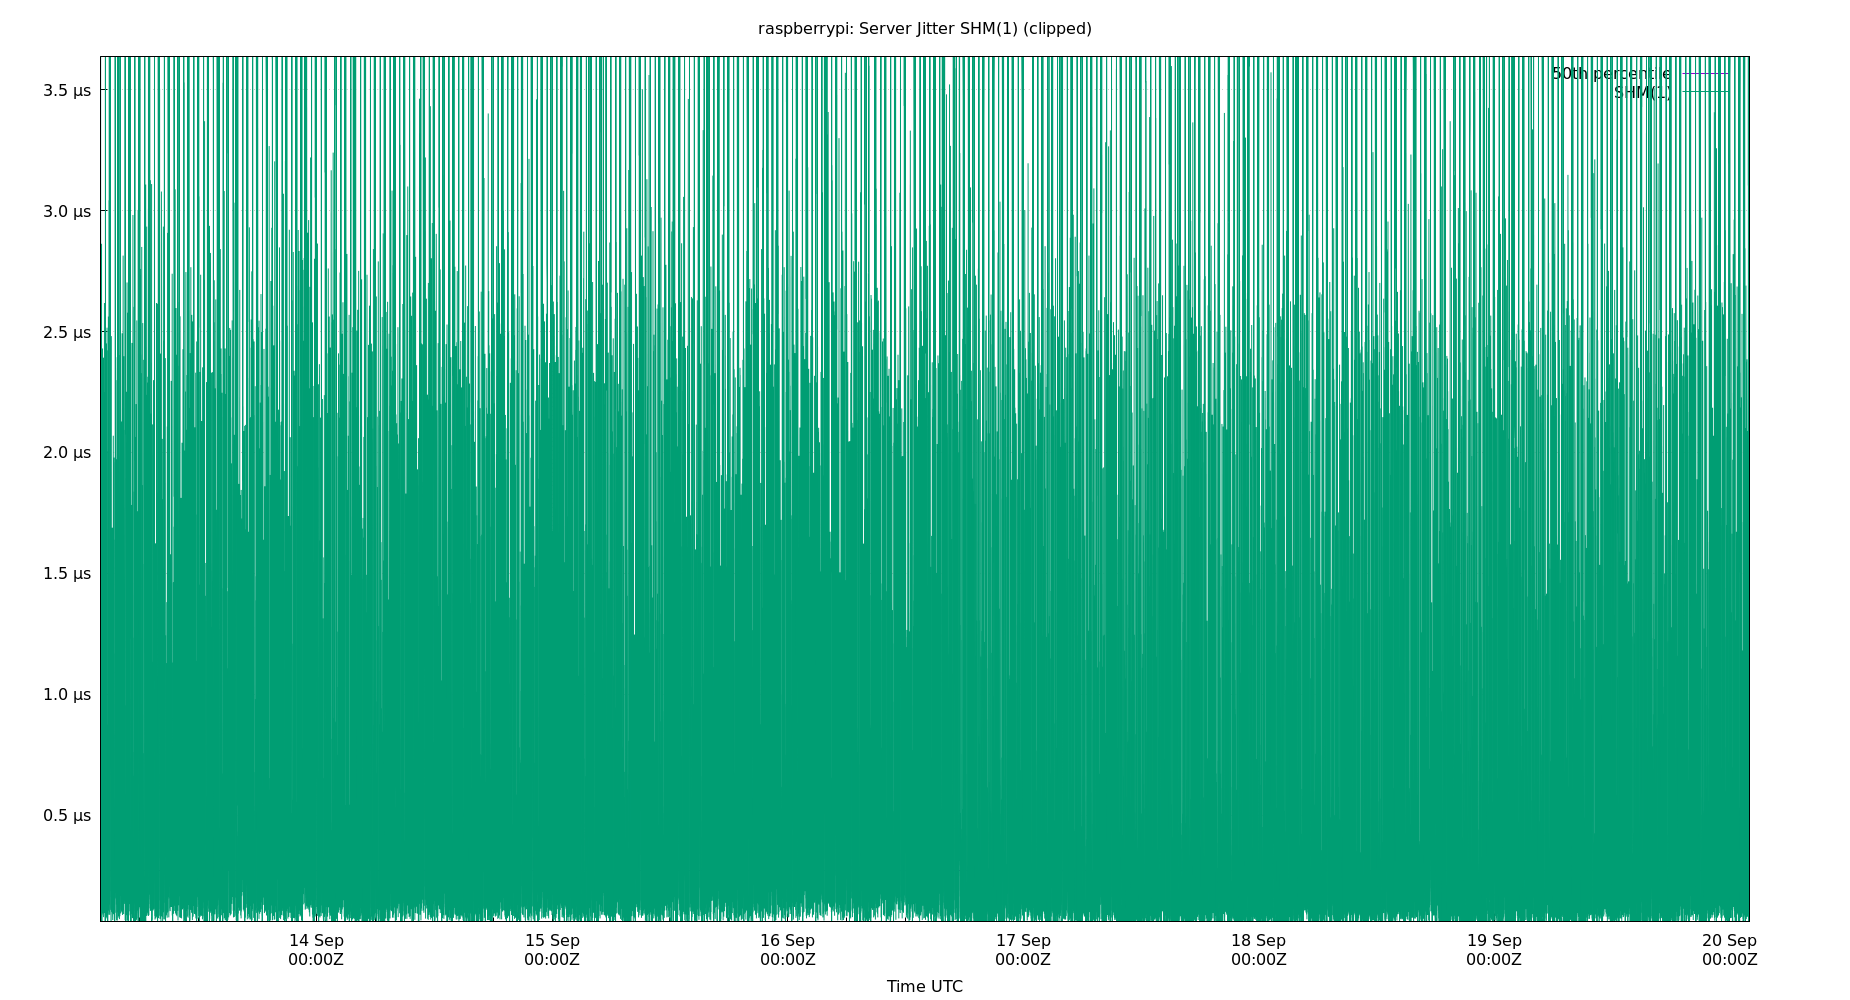 raspberrypi: Server Jitter SHM(1) (clipped)
50th percentile
SHM(1)
3.5 µs
3.0 µs
2.5 µs
2.0 µs
1.5 µs
1.0 µs
0.5 µs
14 Sep 15 Sep 16 Sep 17 Sep 18 Sep 19 Sep 20 Sep
00:00Z 00:00Z 00:00Z 00:00Z 00:00Z 00:00Z 00:00Z
Time UTC